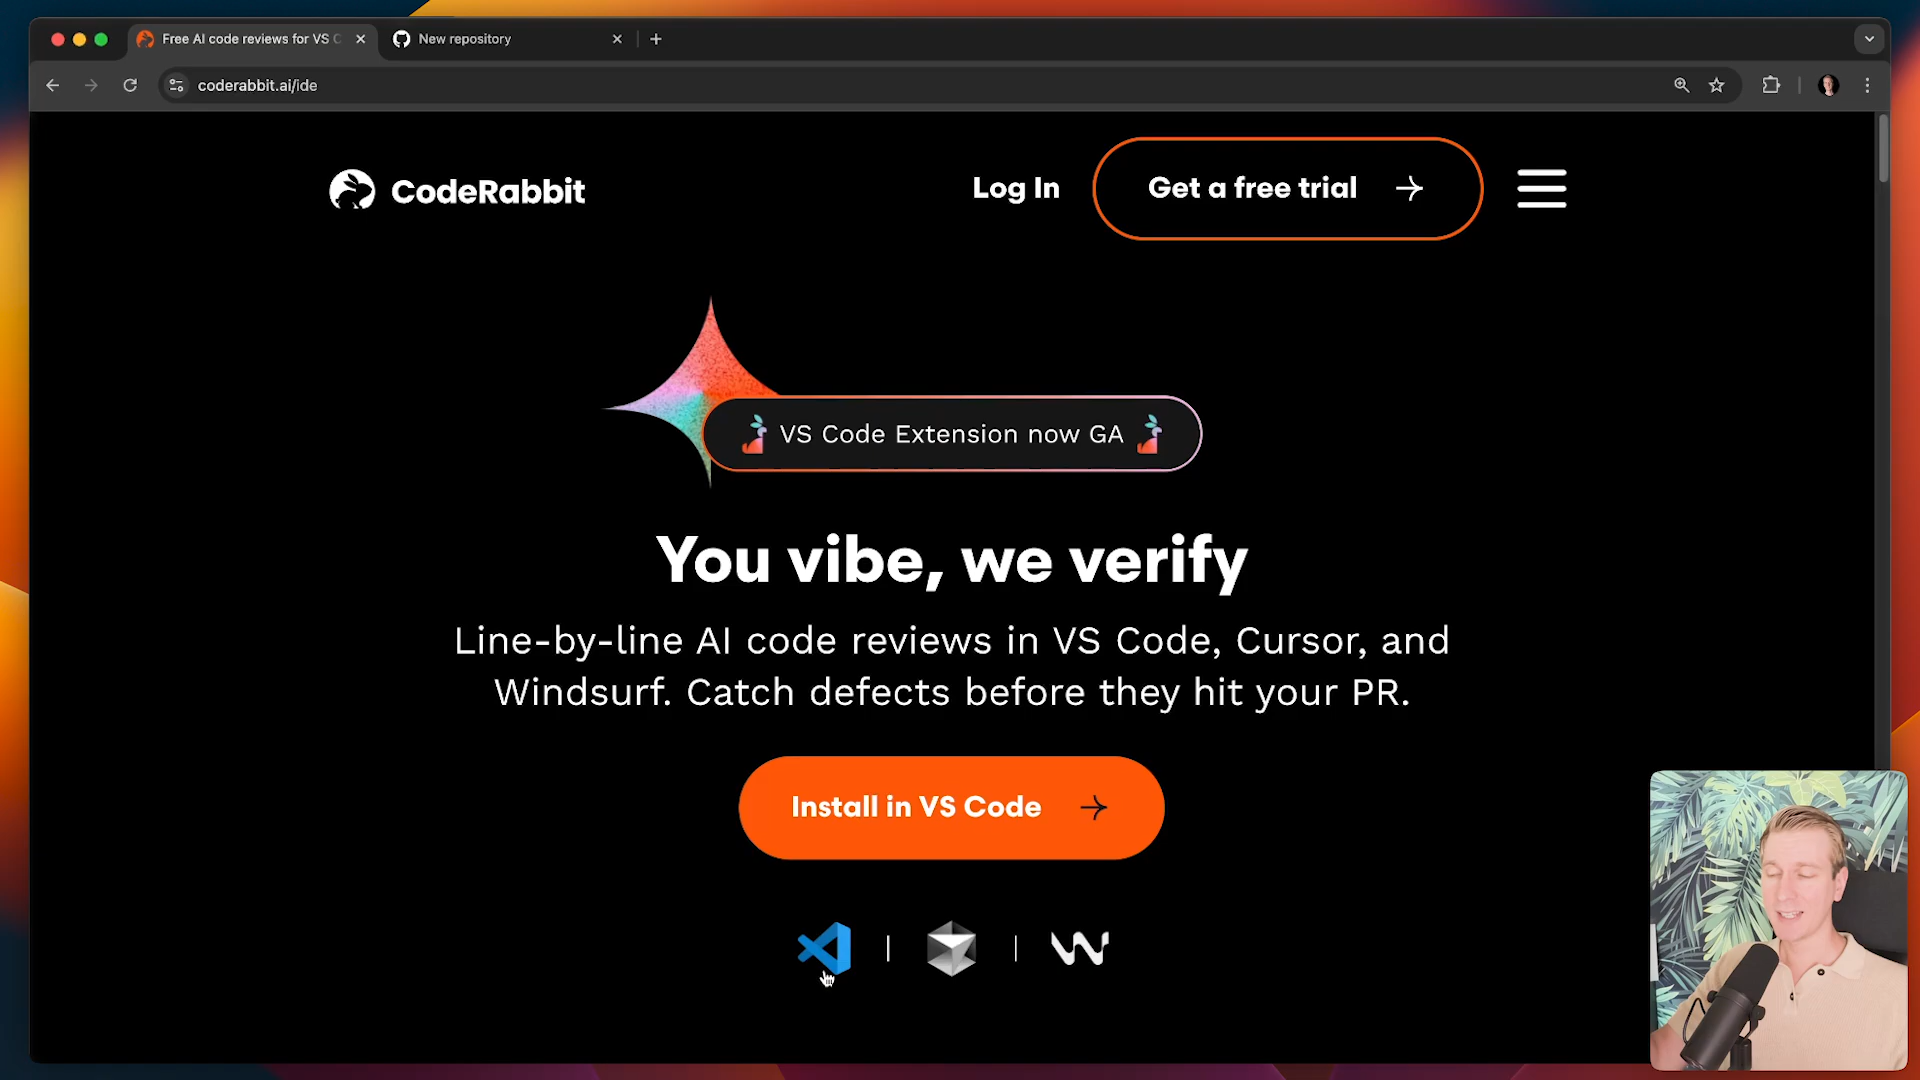 Free AI code reviews for VS C
New repository
coderabbit.ai/ide
CodeRabbit
Log In
Get a free trial
VS Code Extension now GA
You vibe, we verify
Line-by-line AI code reviews in VS Code, Cursor, and
Windsurf. Catch defects before they hit your PR.
Install in VS Code